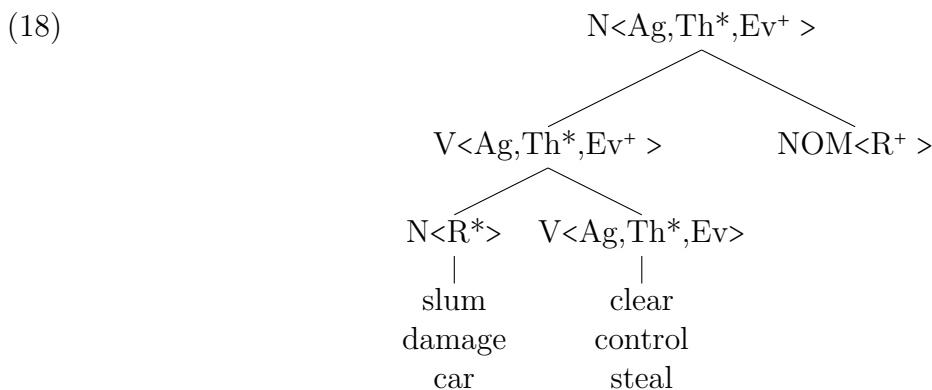 (18)
N<Ag,Th*,Ev⁺ >
V<Ag,Th*,Ev⁺ > NOM<R⁺ >
N<R*> V<Ag,Th*,Ev>
slum clear
damage control
car steal